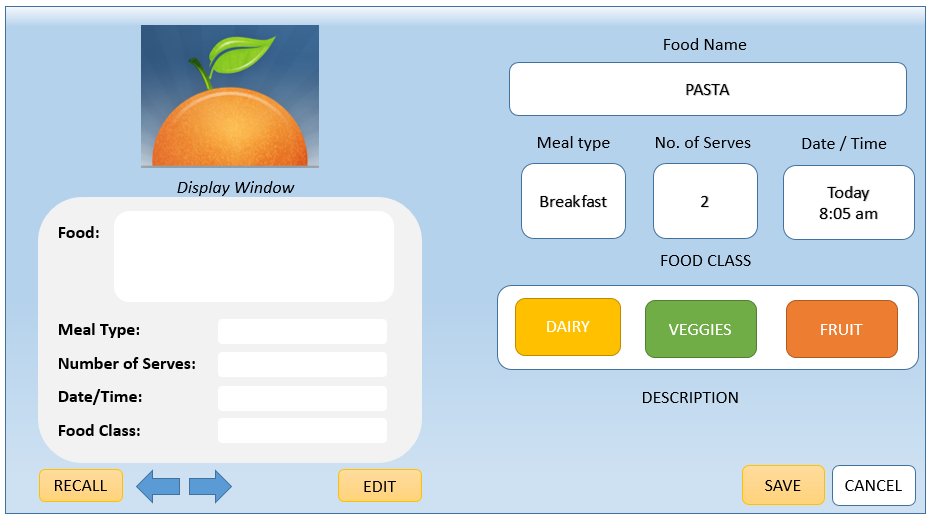 Display Window
Food:
Meal Type:
Number of Serves:
Date/Time:
Food Class:
RECALL
EDIT
Food Name
PASTA
Meal type
No. of Serves
Date / Time
Breakfast
2
Today
8:05 am
FOOD CLASS
DAIRY
VEGGIES
FRUIT
DESCRIPTION
SAVE
CANCEL